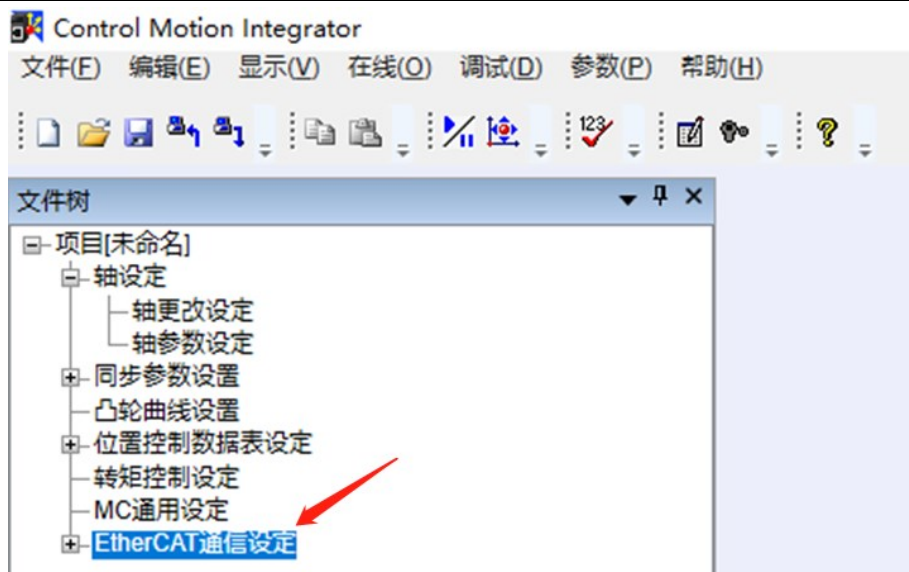 Control Motion Integrator
文件(F) 编辑(E) 显示(V) 在线(O) 调试(D) 参数(P) 帮助(H)
123
文件树
项目[未命名]
轴设定
轴更改设定
轴参数设定
同步参数设置
凸轮曲线设置
位置控制数据表设定
转矩控制设定
MC通用设定
EtherCAT通信设定